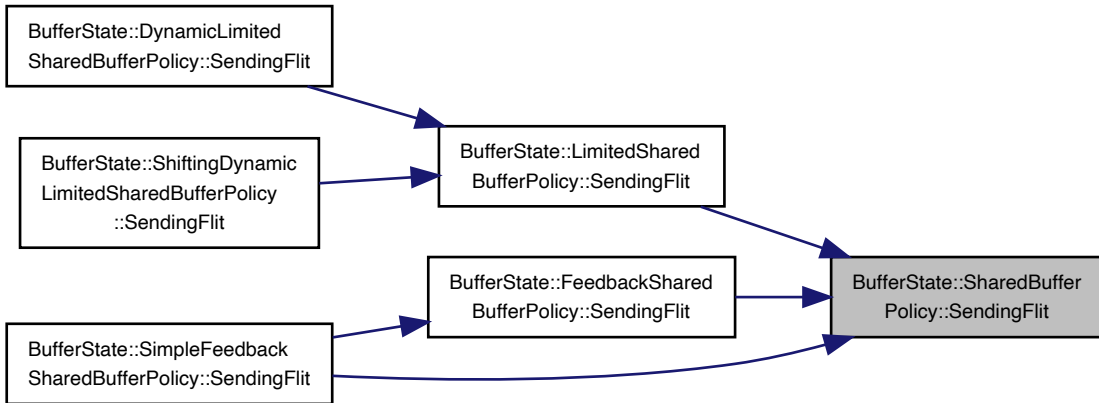 BufferState::DynamicLimited
SharedBufferPolicy::SendingFlit
BufferState::ShiftingDynamic
LimitedSharedBufferPolicy
::SendingFlit
BufferState::LimitedShared
BufferPolicy::SendingFlit
BufferState::FeedbackShared
BufferPolicy::SendingFlit
BufferState::SharedBuffer
Policy::SendingFlit
BufferState::SimpleFeedback
SharedBufferPolicy::SendingFlit